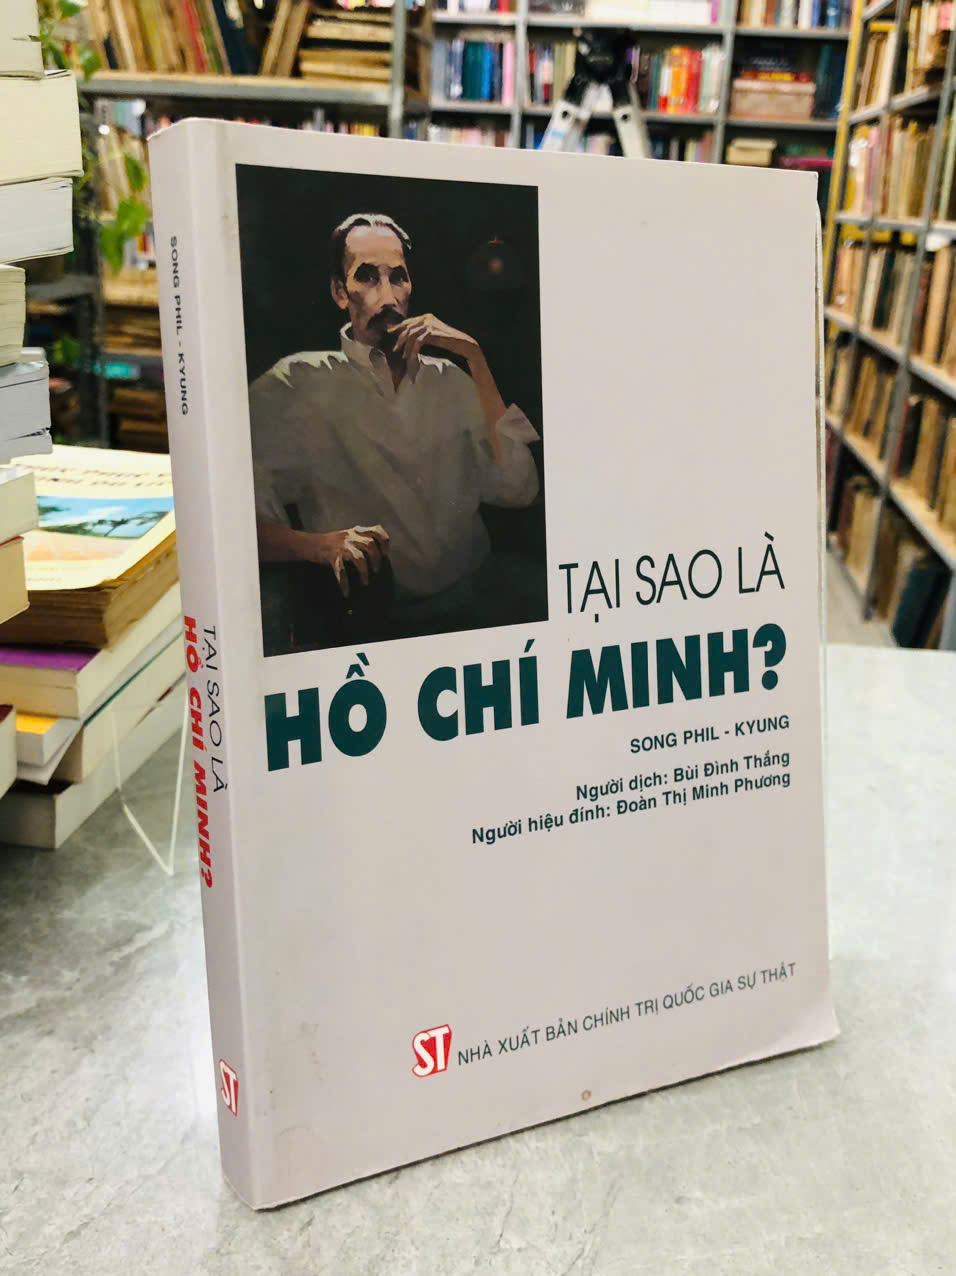 SONG PHIL - KYUNG
TẠI SAO LÀ
HỒ CHÍ MINH?
ST
TẠI SAO LÀ
HỒ CHÍ MINH?
SONG PHIL - KYUNG
Người dịch: Bùi Đình Thắng
Người hiệu đính: Đoàn Thị Minh Phương
ST NHÀ XUẤT BẢN CHÍNH TRỊ QUỐC GIA SỰ THẬT